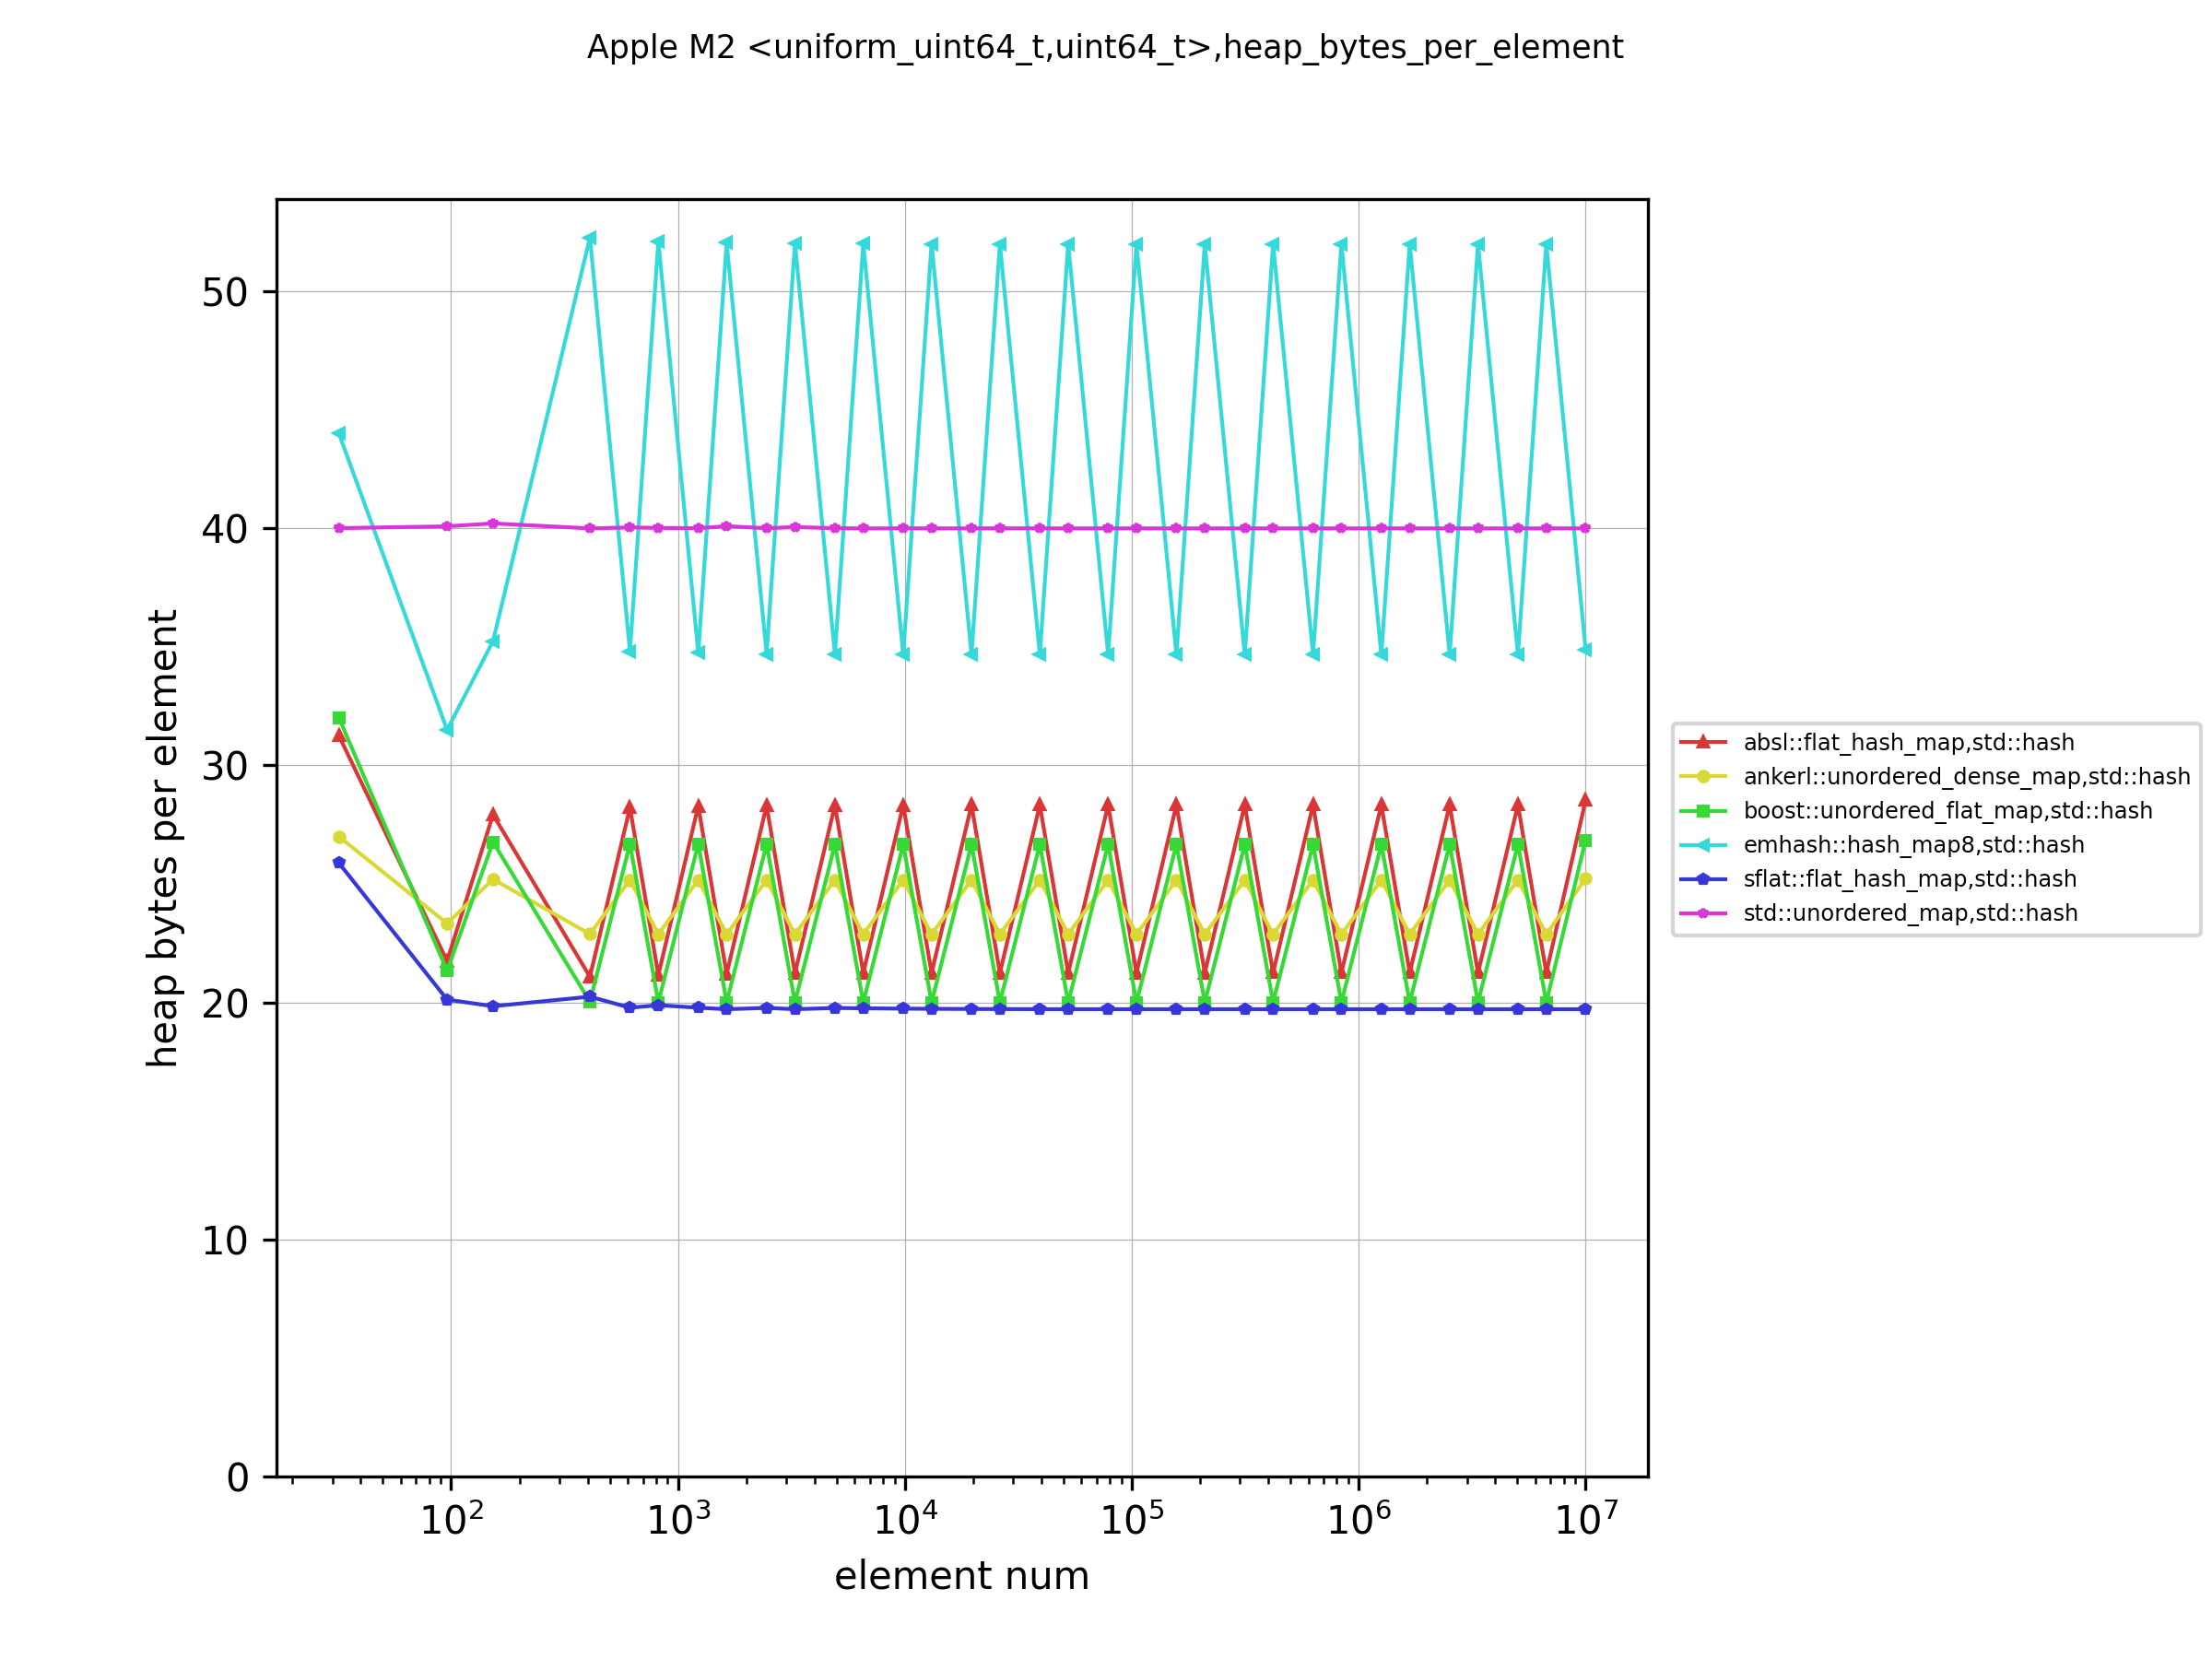 Apple M2 <uniform_uint64_t,uint64_t>,heap_bytes_per_element
heap bytes per element
50
40
30
20
10
0
10²
10³
10⁴
10⁵
10⁶
10⁷
element num
absl::flat_hash_map,std::hash
ankerl::unordered_dense_map,std::hash
boost::unordered_flat_map,std::hash
emhash::hash_map8,std::hash
sflat::flat_hash_map,std::hash
std::unordered_map,std::hash